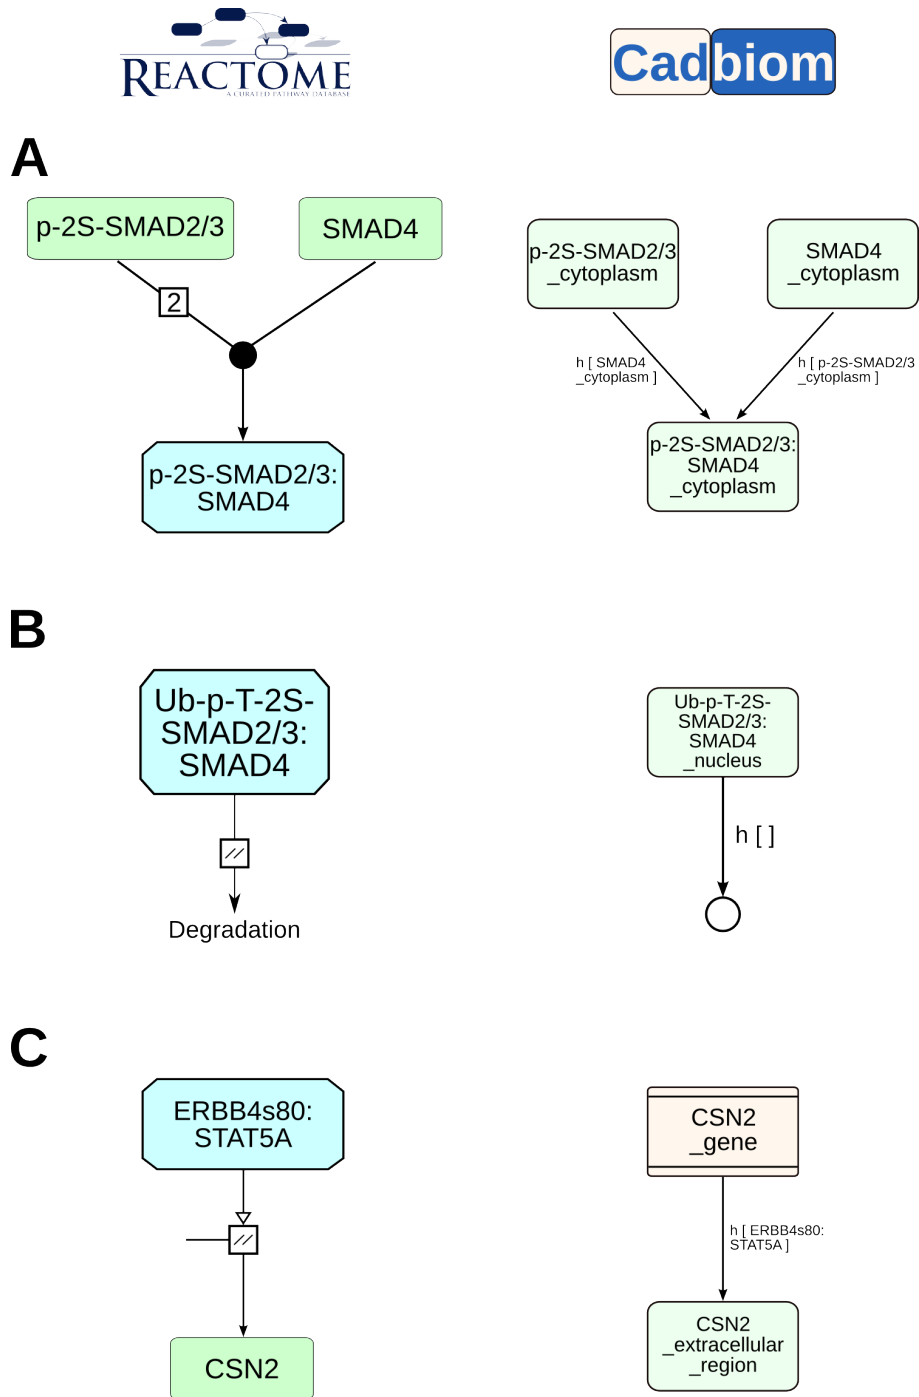 REACTOME
A CURATED PATHWAY DATABASE
Cadbiom
A
p-2S-SMAD2/3
SMAD4
2
p-2S-SMAD2/3:
SMAD4
p-2S-SMAD2/3
_cytoplasm
SMAD4
_cytoplasm
h [ SMAD4
_cytoplasm ]
h [ p-2S-SMAD2/3
_cytoplasm ]
p-2S-SMAD2/3:
SMAD4
_cytoplasm
B
Ub-p-T-2S-
SMAD2/3:
SMAD4
Degradation
Ub-p-T-2S-
SMAD2/3:
SMAD4
_nucleus
h [ ]
C
ERBB4s80:
STAT5A
CSN2
CSN2
_gene
h [ ERBB4s80:
STAT5A ]
CSN2
_extracellular
_region